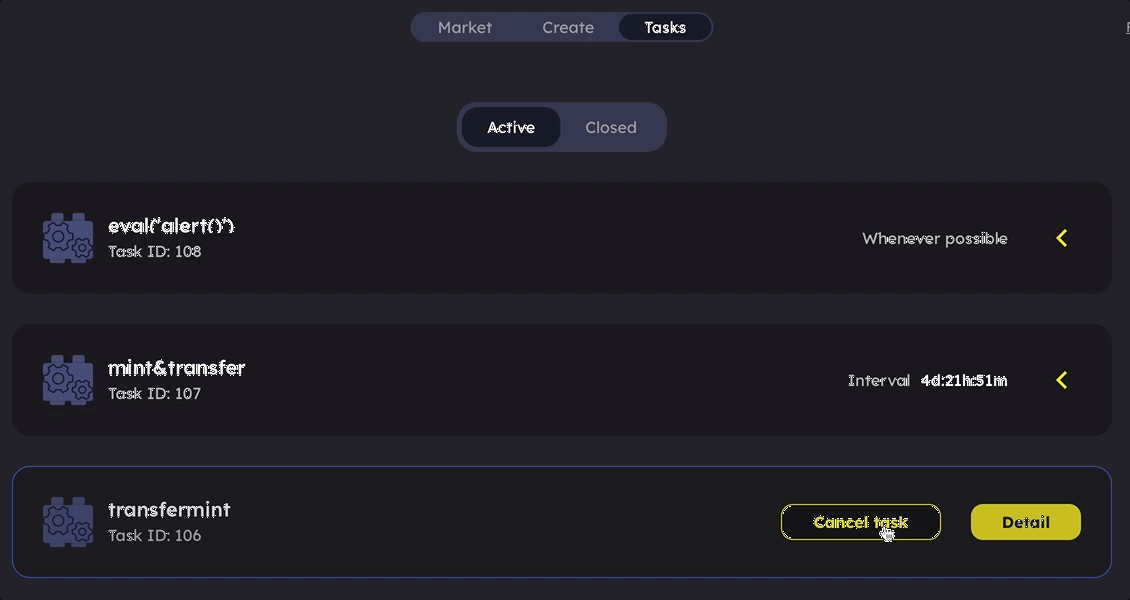 Market Create Tasks
Active Closed
eval('alert()')
Task ID: 108
Whenever possible
mint&transfer
Task ID: 107
Interval 4d:21h:51m
transfermint
Task ID: 106
Cancel task
Detail